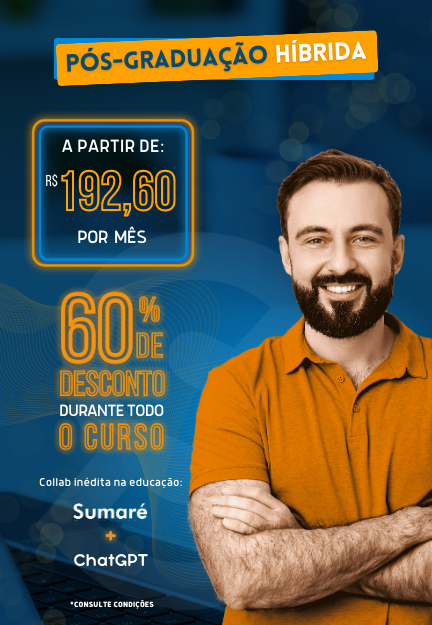 PÓS-GRADUAÇÃO HÍBRIDA
A PARTIR DE:
R$ 192,60
POR MÊS
60%
DE
DESCONTO
DURANTE TODO
O CURSO
Collab inédita na educação:
Sumaré
+
ChatGPT
*CONSULTE CONDIÇÕES